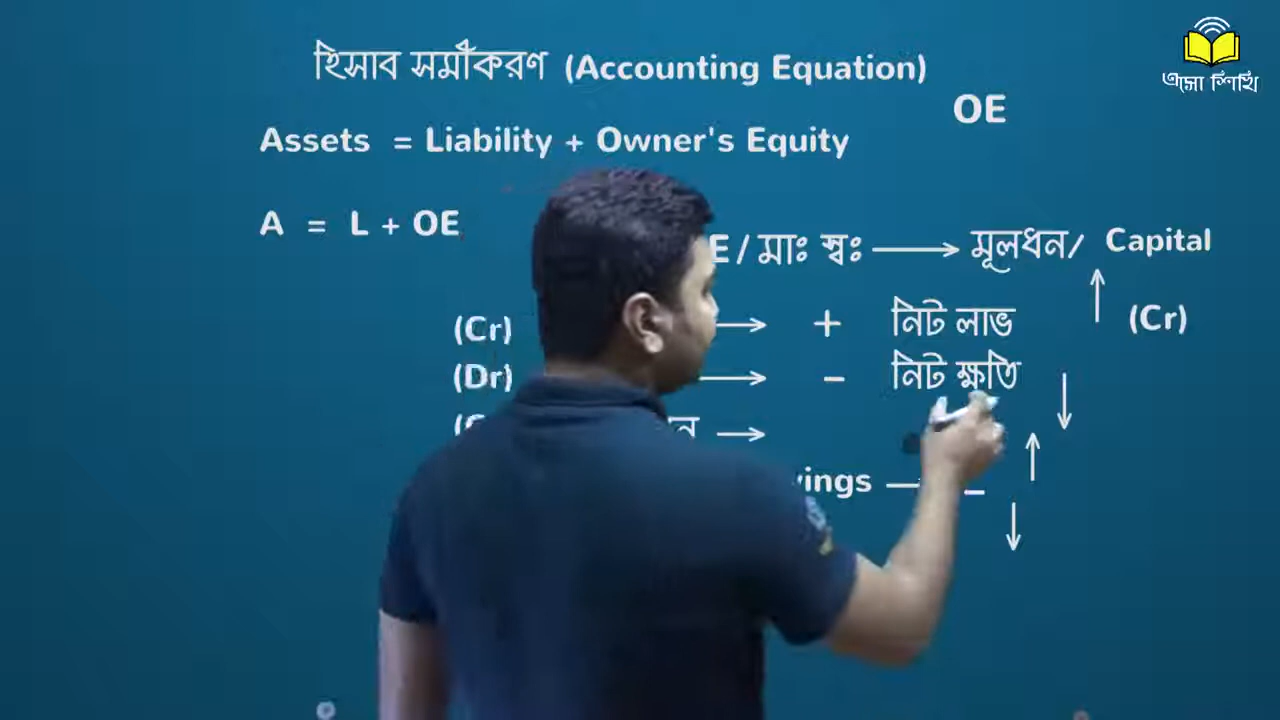 হিসাব সমীকরণ (Accounting Equation)
এসো শিখি
OE
Assets = Liability + Owner's Equity
A = L + OE
E / মাঃ স্বঃ → মূলধন/ Capital
(Cr) → + নিট লাভ ↑ (Cr)
(Dr) → - নিট ক্ষতি ↓
→ ↑
ings — - ↓